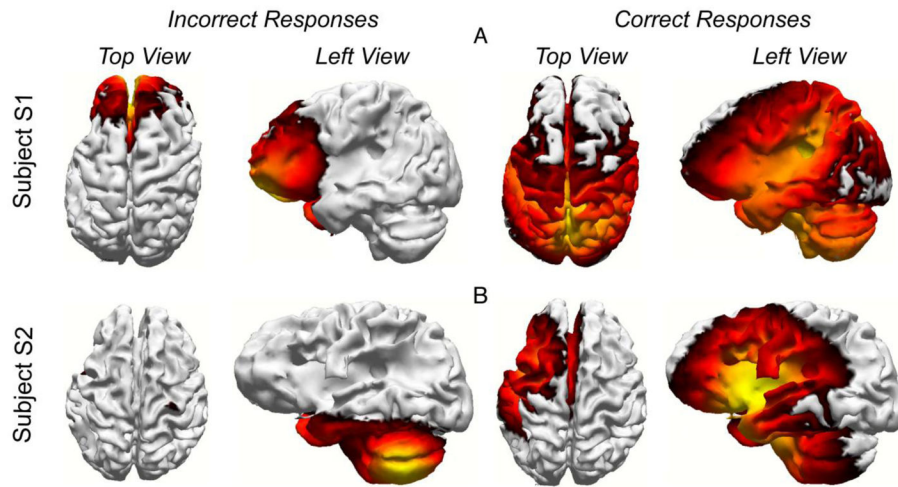 Incorrect Responses
Correct Responses
A
Top View
Left View
Top View
Left View
Subject S1
B
Subject S2